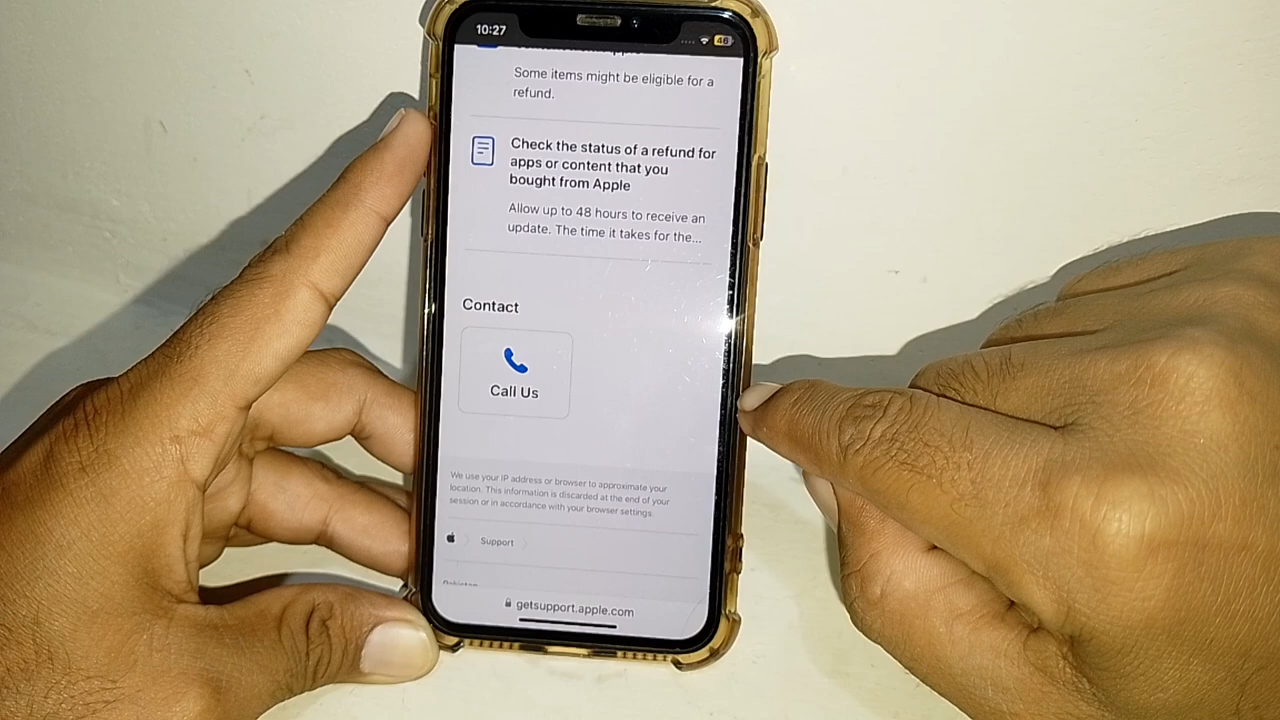 10:27
46
Some items might be eligible for a
refund.
Check the status of a refund for
apps or content that you
bought from Apple
Allow up to 48 hours to receive an
update. The time it takes for the...
Contact
Call Us
We use your IP address or browser to approximate your
location. This information is discarded at the end of your
session or in accordance with your browser settings.
Support
Pakistan
getsupport.apple.com